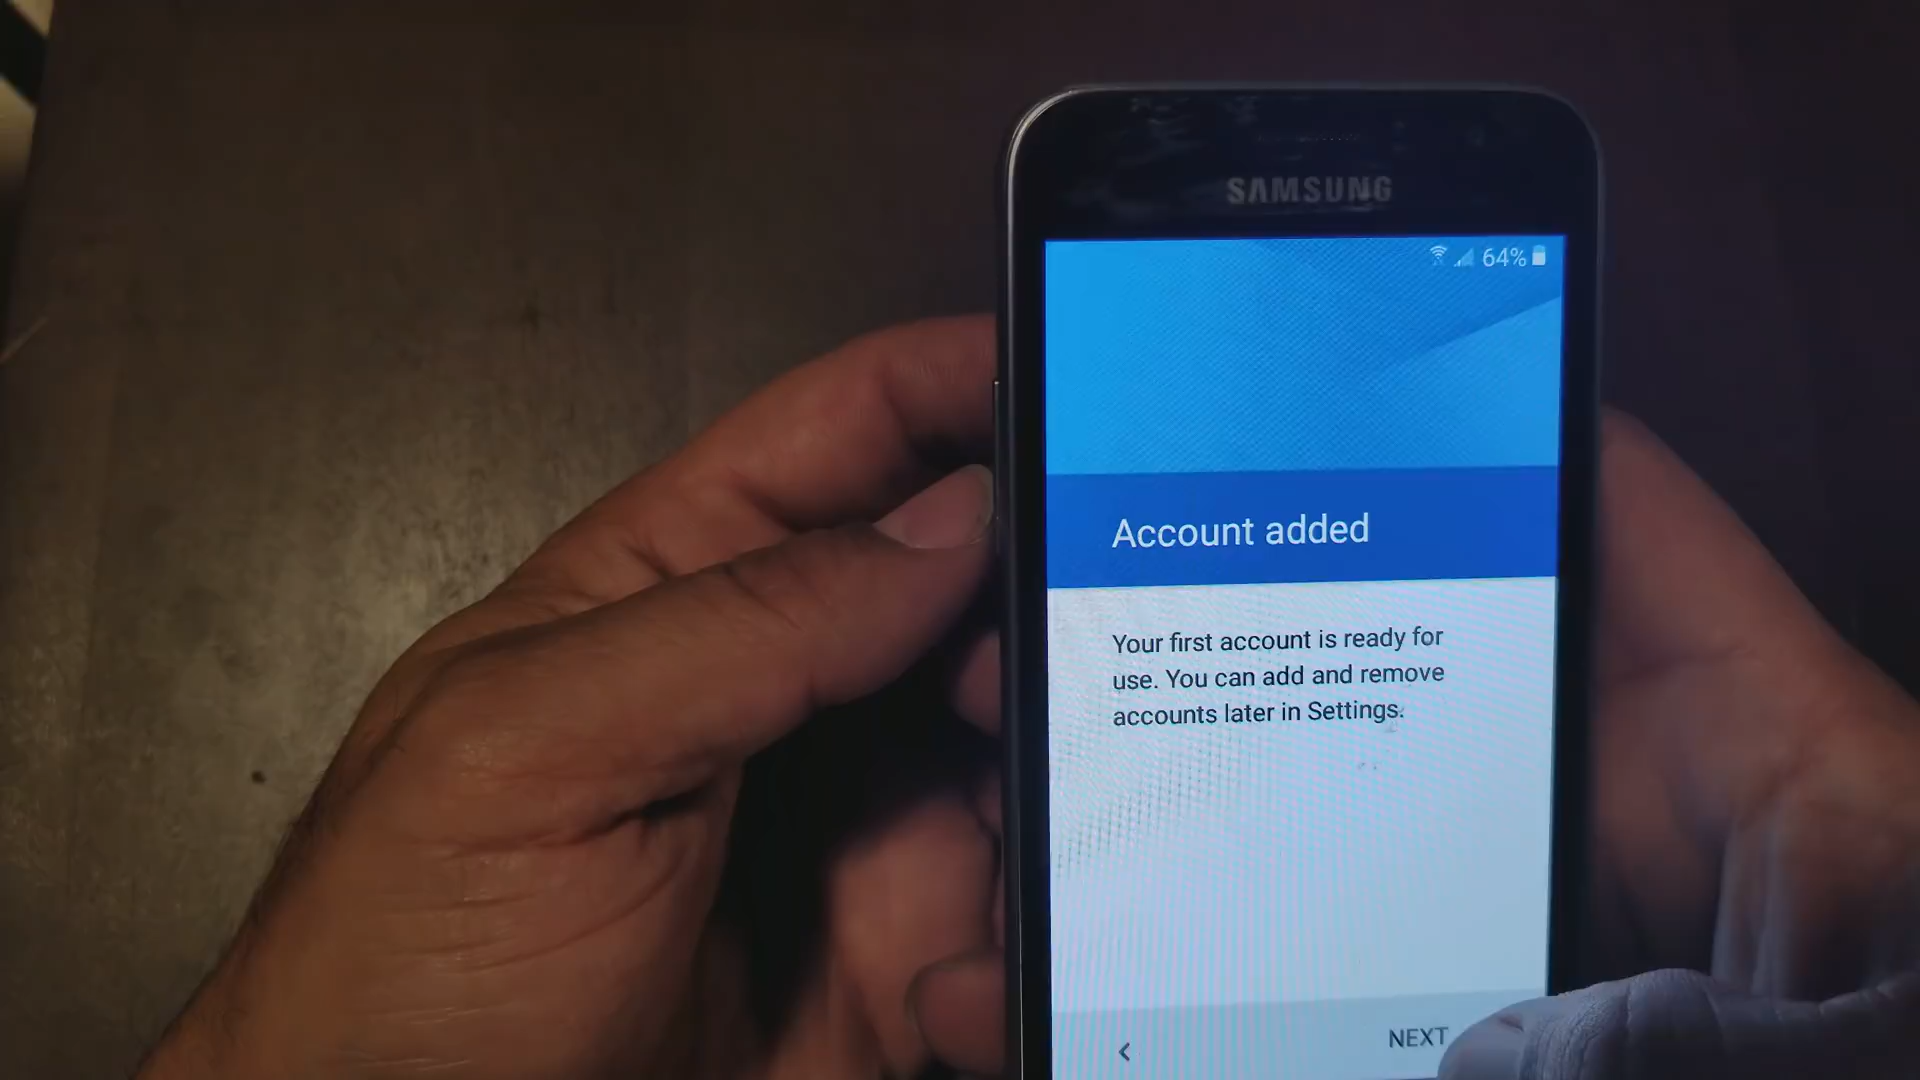 SAMSUNG
64%
Account added
Your first account is ready for
use. You can add and remove
accounts later in Settings.
< NEXT